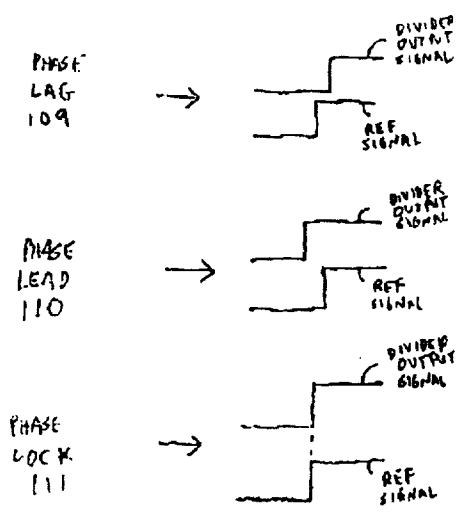 PHASE
LAG
109
DIVIDER
OUTPUT
SIGNAL
REF
SIGNAL
PHASE
LEAD
110
DIVIDER
OUTPUT
SIGNAL
REF
SIGNAL
PHASE
LOCK
111
DIVIDER
OUTPUT
SIGNAL
REF
SIGNAL